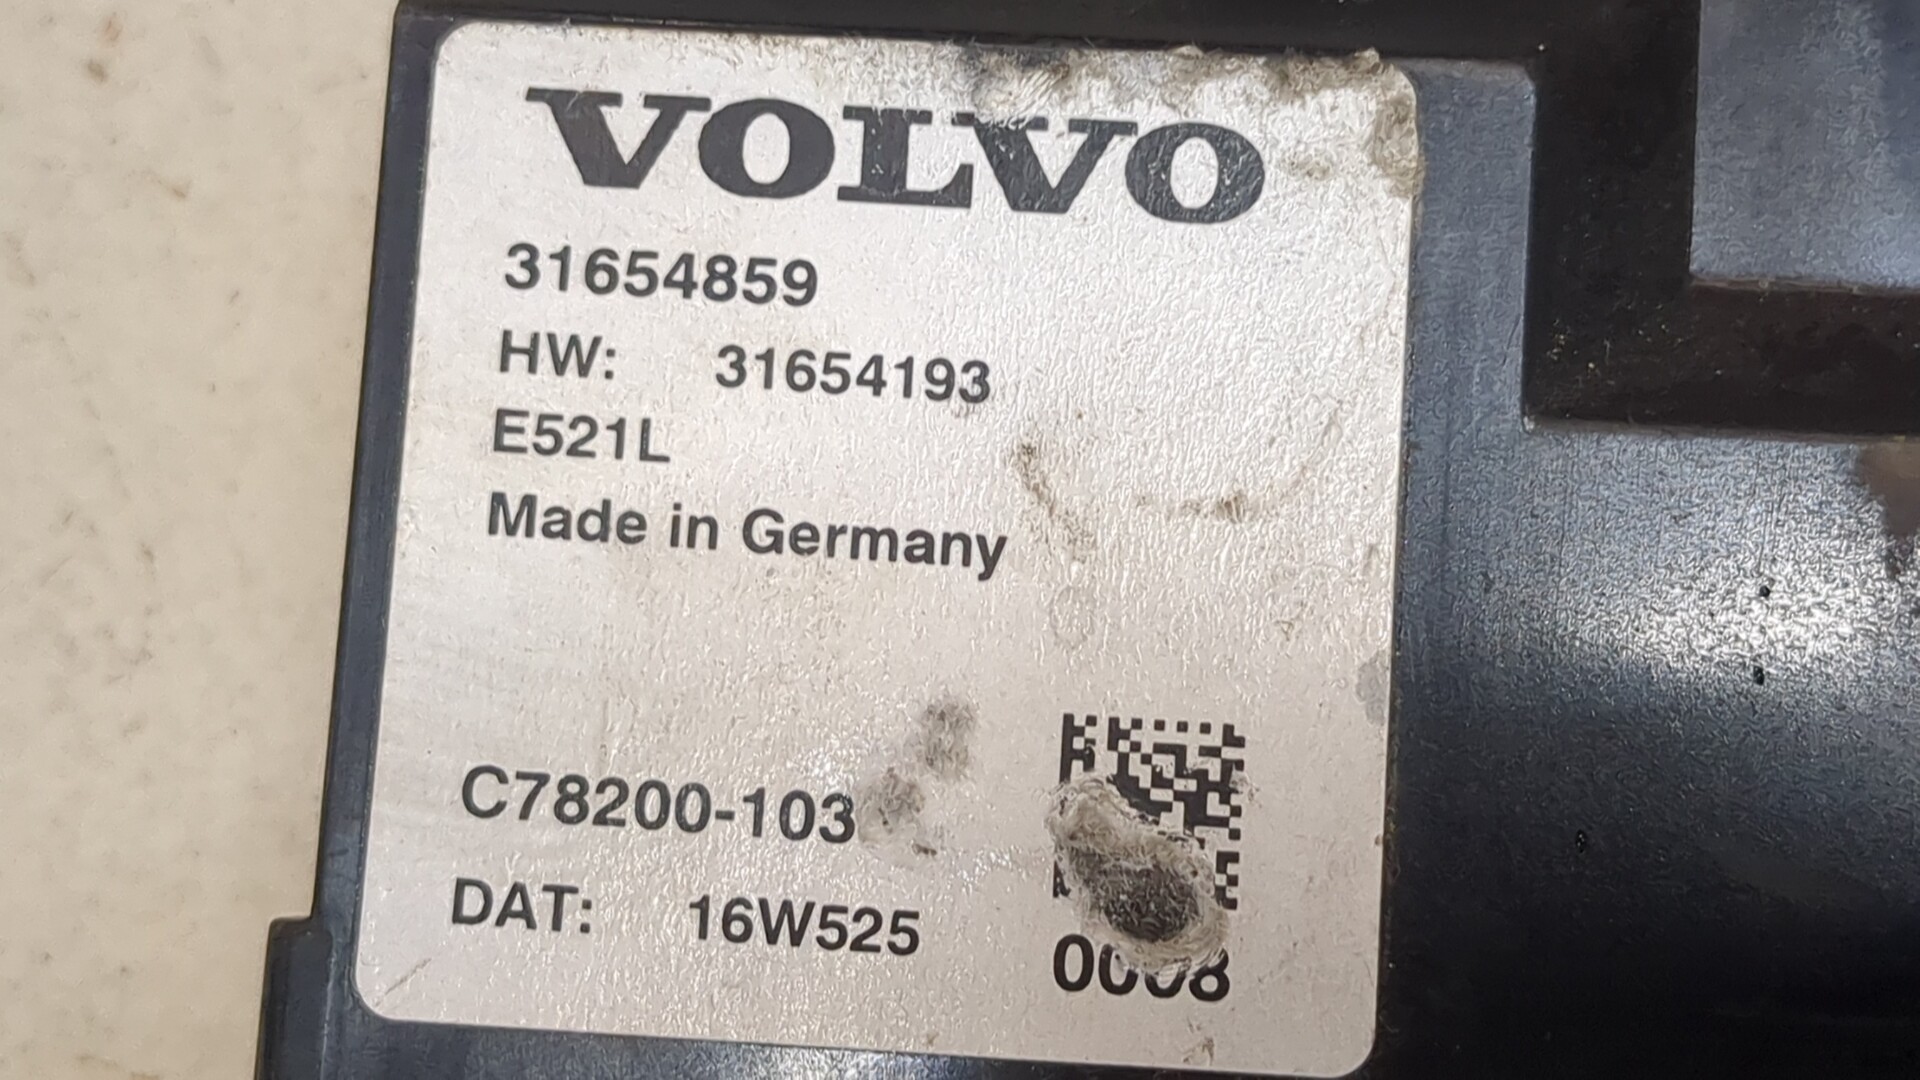 VOLVO
31654859
HW: 31654193
E521L
Made in Germany
C78200-103
DAT: 16W525